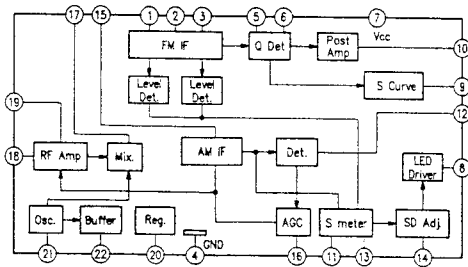 17
15
1
2
3
5
6
7
Vcc
FM IF
Q Det
Post
Amp
10
Level
Det.
Level
Det.
S Curve
9
19
12
18
RF Amp
Mix.
AM IF
Det.
LED
Driver
8
Osc.
Buffer
Reg.
GND
AGC
S meter
SD Adj.
21
22
20
4
16
11
13
14